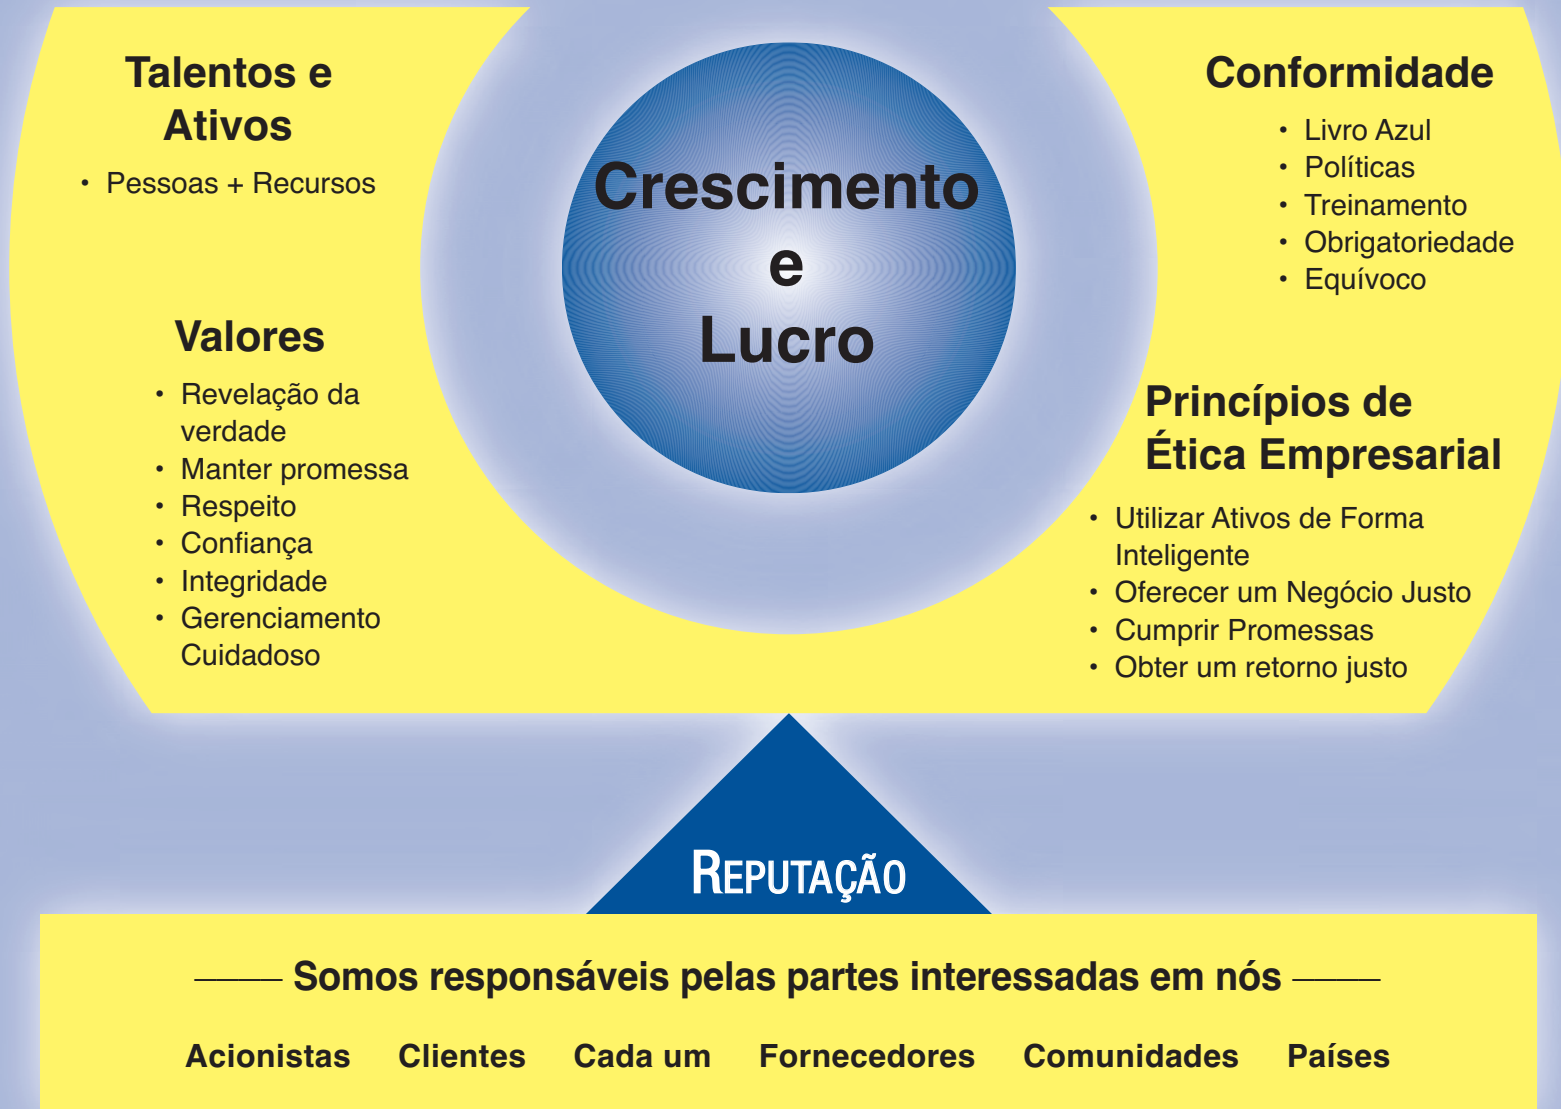 Talentos e
Ativos
• Pessoas + Recursos
Valores
• Revelação da
verdade
• Manter promessa
• Respeito
• Confiança
• Integridade
• Gerenciamento
Cuidadoso
Crescimento
e
Lucro
Conformidade
• Livro Azul
• Políticas
• Treinamento
• Obrigatoriedade
• Equívoco
Princípios de
Ética Empresarial
• Utilizar Ativos de Forma
Inteligente
• Oferecer um Negócio Justo
• Cumprir Promessas
• Obter um retorno justo
REPUTAÇÃO
Somos responsáveis pelas partes interessadas em nós
Acionistas Clientes Cada um Fornecedores Comunidades Países